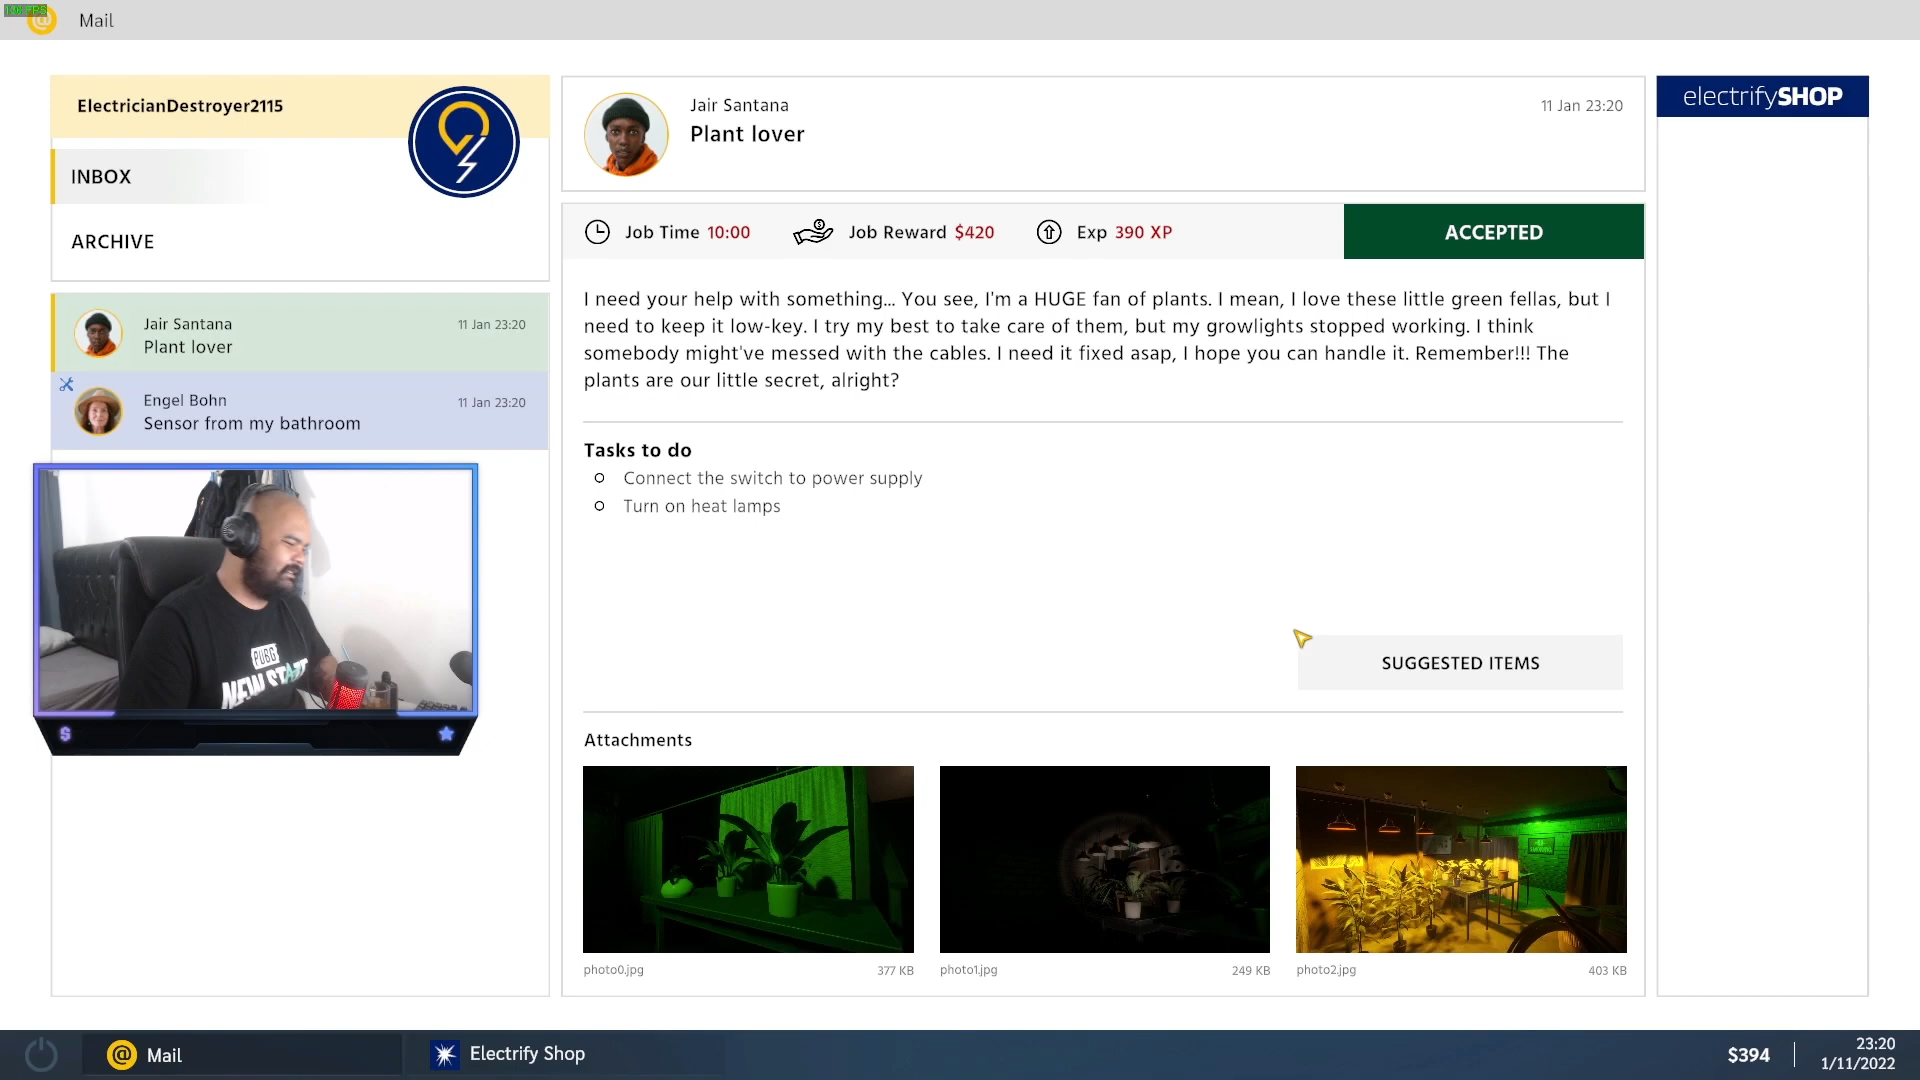 Mail
ElectricianDestroyer2115
INBOX
ARCHIVE
Jair Santana
11 Jan 23:20
Plant lover
Engel Bohn
11 Jan 23:20
Sensor from my bathroom
PUBG
NEW STATE
Jair Santana
11 Jan 23:20
Plant lover
Job Time 10:00
Job Reward $420
Exp 390 XP
ACCEPTED
I need your help with something... You see, I'm a HUGE fan of plants. I mean, I love these little green fellas, but I
need to keep it low-key. I try my best to take care of them, but my growlights stopped working. I think
somebody might've messed with the cables. I need it fixed asap, I hope you can handle it. Remember!!! The
plants are our little secret, alright?
Tasks to do
Connect the switch to power supply
Turn on heat lamps
SUGGESTED ITEMS
Attachments
photo0.jpg 377 KB
photo1.jpg 249 KB
photo2.jpg 403 KB
electrifySHOP
Mail
Electrify Shop
$394
23:20
1/11/2022